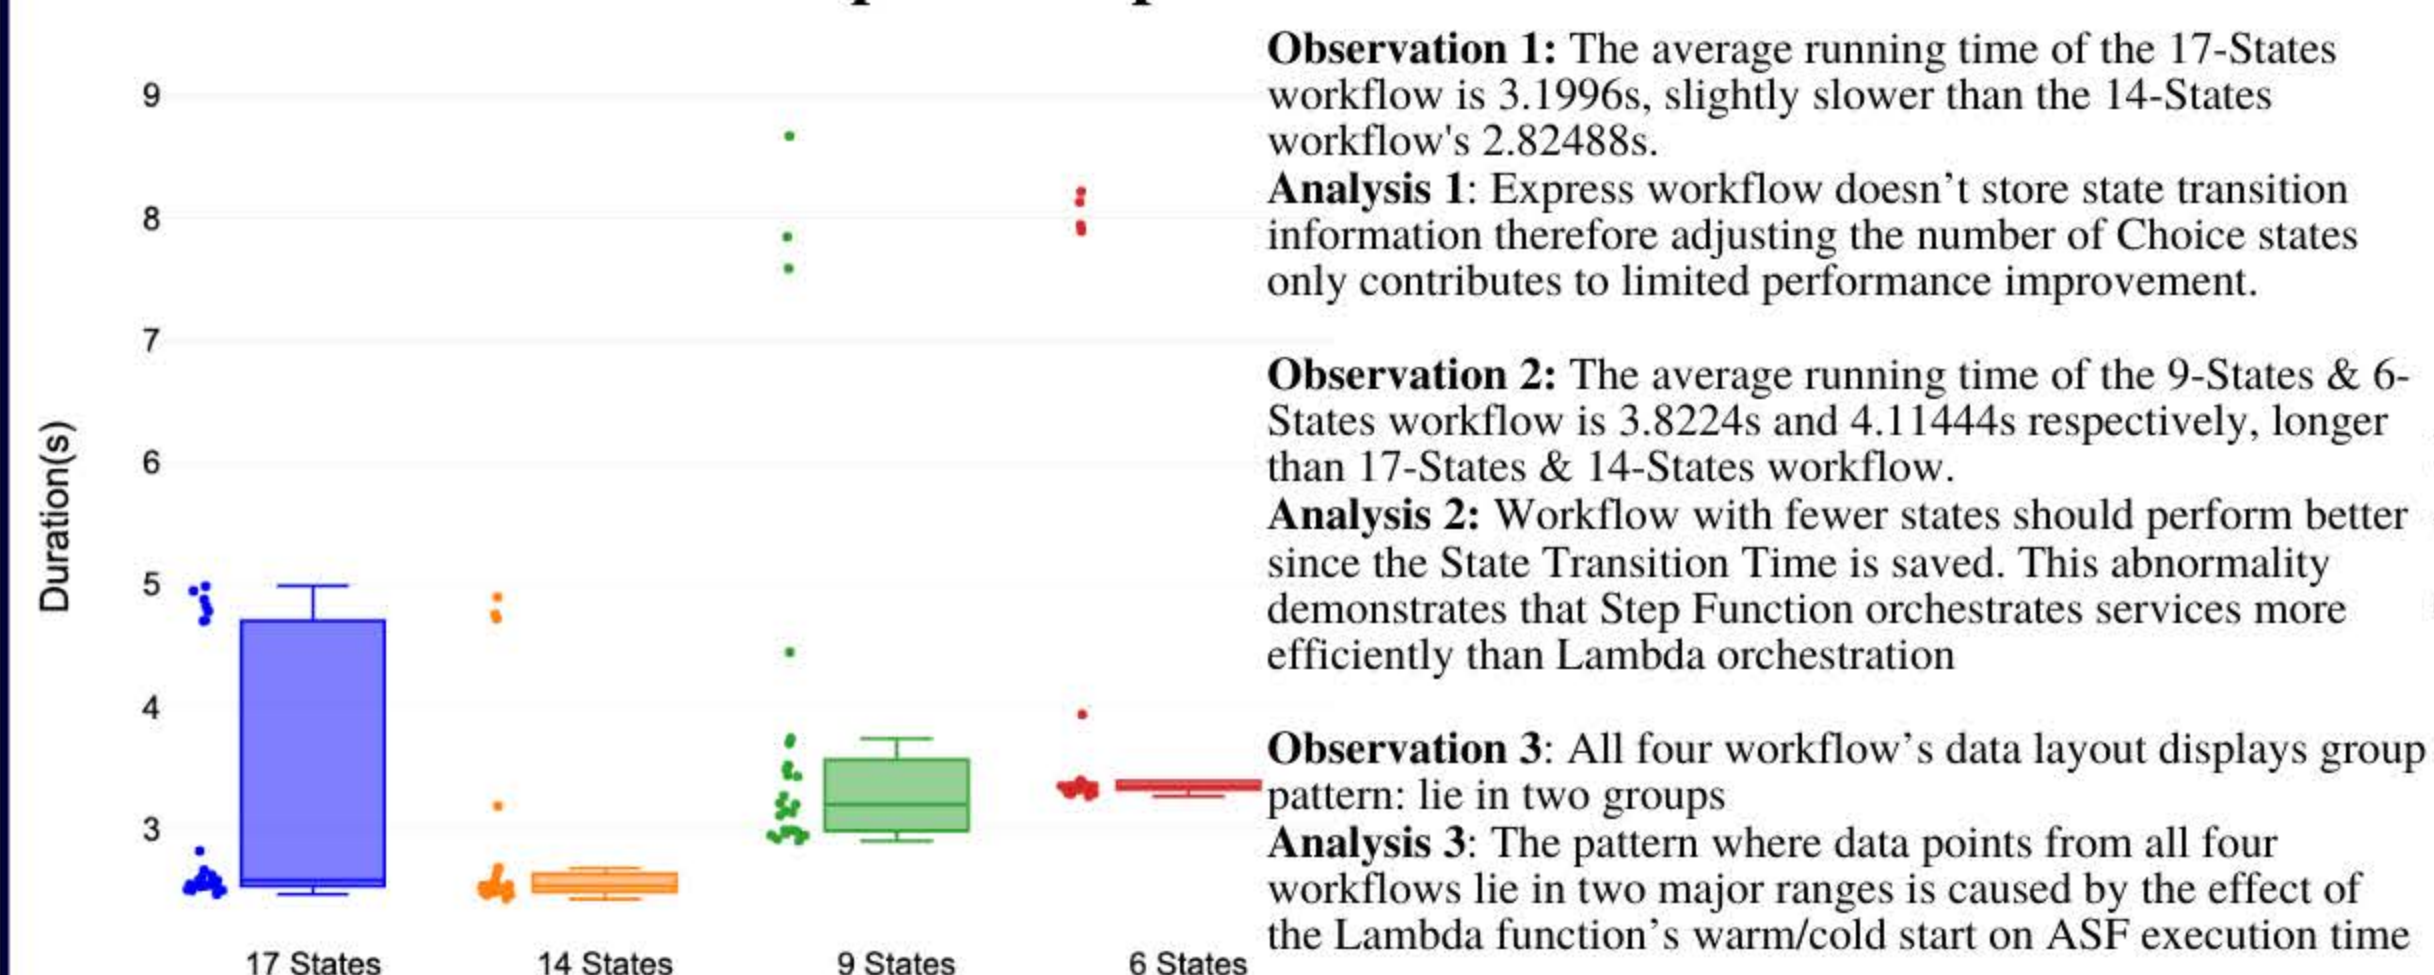 Observation 1: The average running time of the 17-States
workflow is 3.1996s, slightly slower than the 14-States
workflow's 2.82488s.
Analysis 1: Express workflow doesn’t store state transition
information therefore adjusting the number of Choice states
only contributes to limited performance improvement.
Observation 2: The average running time of the 9-States & 6-
States workflow is 3.8224s and 4.11444s respectively, longer
than 17-States & 14-States workflow.
Analysis 2: Workflow with fewer states should perform better
since the State Transition Time is saved. This abnormality
demonstrates that Step Function orchestrates services more
efficiently than Lambda orchestration
Observation 3: All four workflow’s data layout displays group
pattern: lie in two groups
Analysis 3: The pattern where data points from all four
workflows lie in two major ranges is caused by the effect of
the Lambda function’s warm/cold start on ASF execution time
Duration(s)
9
8
7
6
5
4
3
17 States
14 States
9 States
6 States